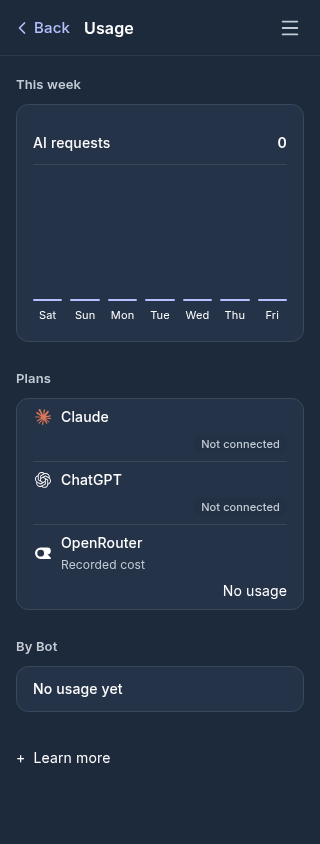 Back Usage
This week
AI requests 0
Sat Sun Mon Tue Wed Thu Fri
Plans
Claude
Not connected
ChatGPT
Not connected
OpenRouter
Recorded cost
No usage
By Bot
No usage yet
+ Learn more